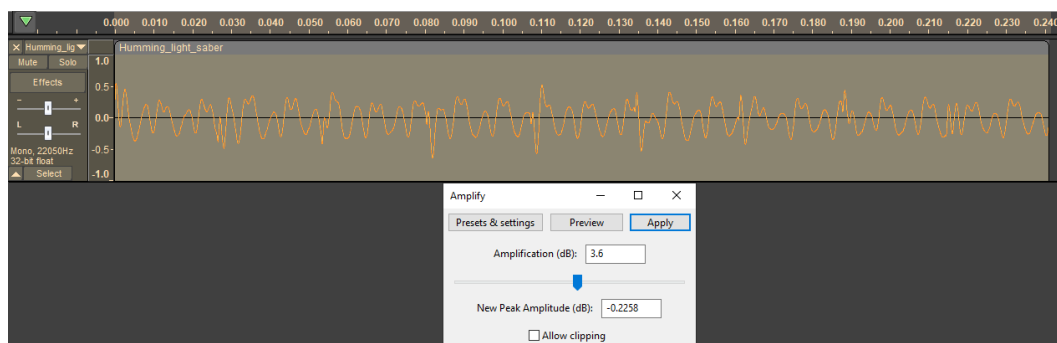 0.000 0.010 0.020 0.030 0.040 0.050 0.060 0.070 0.080 0.090 0.100 0.110 0.120 0.130 0.140 0.150 0.160 0.170 0.180 0.190 0.200 0.210 0.220 0.230 0.240
× Humming_lig
Humming_light_saber
Mute Solo
1.0
Effects
0.5
- +
0.0
L R
Mono, 22050Hz
-0.5
32-bit float
Select
-1.0
Amplify
Presets & settings Preview Apply
Amplification (dB): 3.6
New Peak Amplitude (dB): -0.2258
Allow clipping